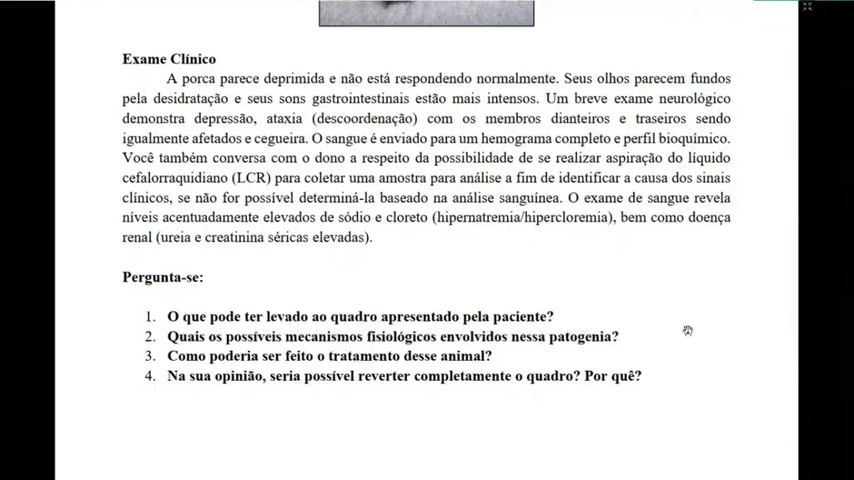 Exame Clínico
A porca parece deprimida e não está respondendo normalmente. Seus olhos parecem fundos
pela desidratação e seus sons gastrointestinais estão mais intensos. Um breve exame neurológico
demonstra depressão, ataxia (descoordenação) com os membros dianteiros e traseiros sendo
igualmente afetados e cegueira. O sangue é enviado para um hemograma completo e perfil bioquímico.
Você também conversa com o dono a respeito da possibilidade de se realizar aspiração do líquido
cefalorraquidiano (LCR) para coletar uma amostra para análise a fim de identificar a causa dos sinais
clínicos, se não for possível determiná-la baseado na análise sanguínea. O exame de sangue revela
níveis acentuadamente elevados de sódio e cloreto (hipernatremia/hipercloremia), bem como doença
renal (ureia e creatinina séricas elevadas).
Pergunta-se:
1. O que pode ter levado ao quadro apresentado pela paciente?
2. Quais os possíveis mecanismos fisiológicos envolvidos nessa patogenia?
3. Como poderia ser feito o tratamento desse animal?
4. Na sua opinião, seria possível reverter completamente o quadro? Por quê?